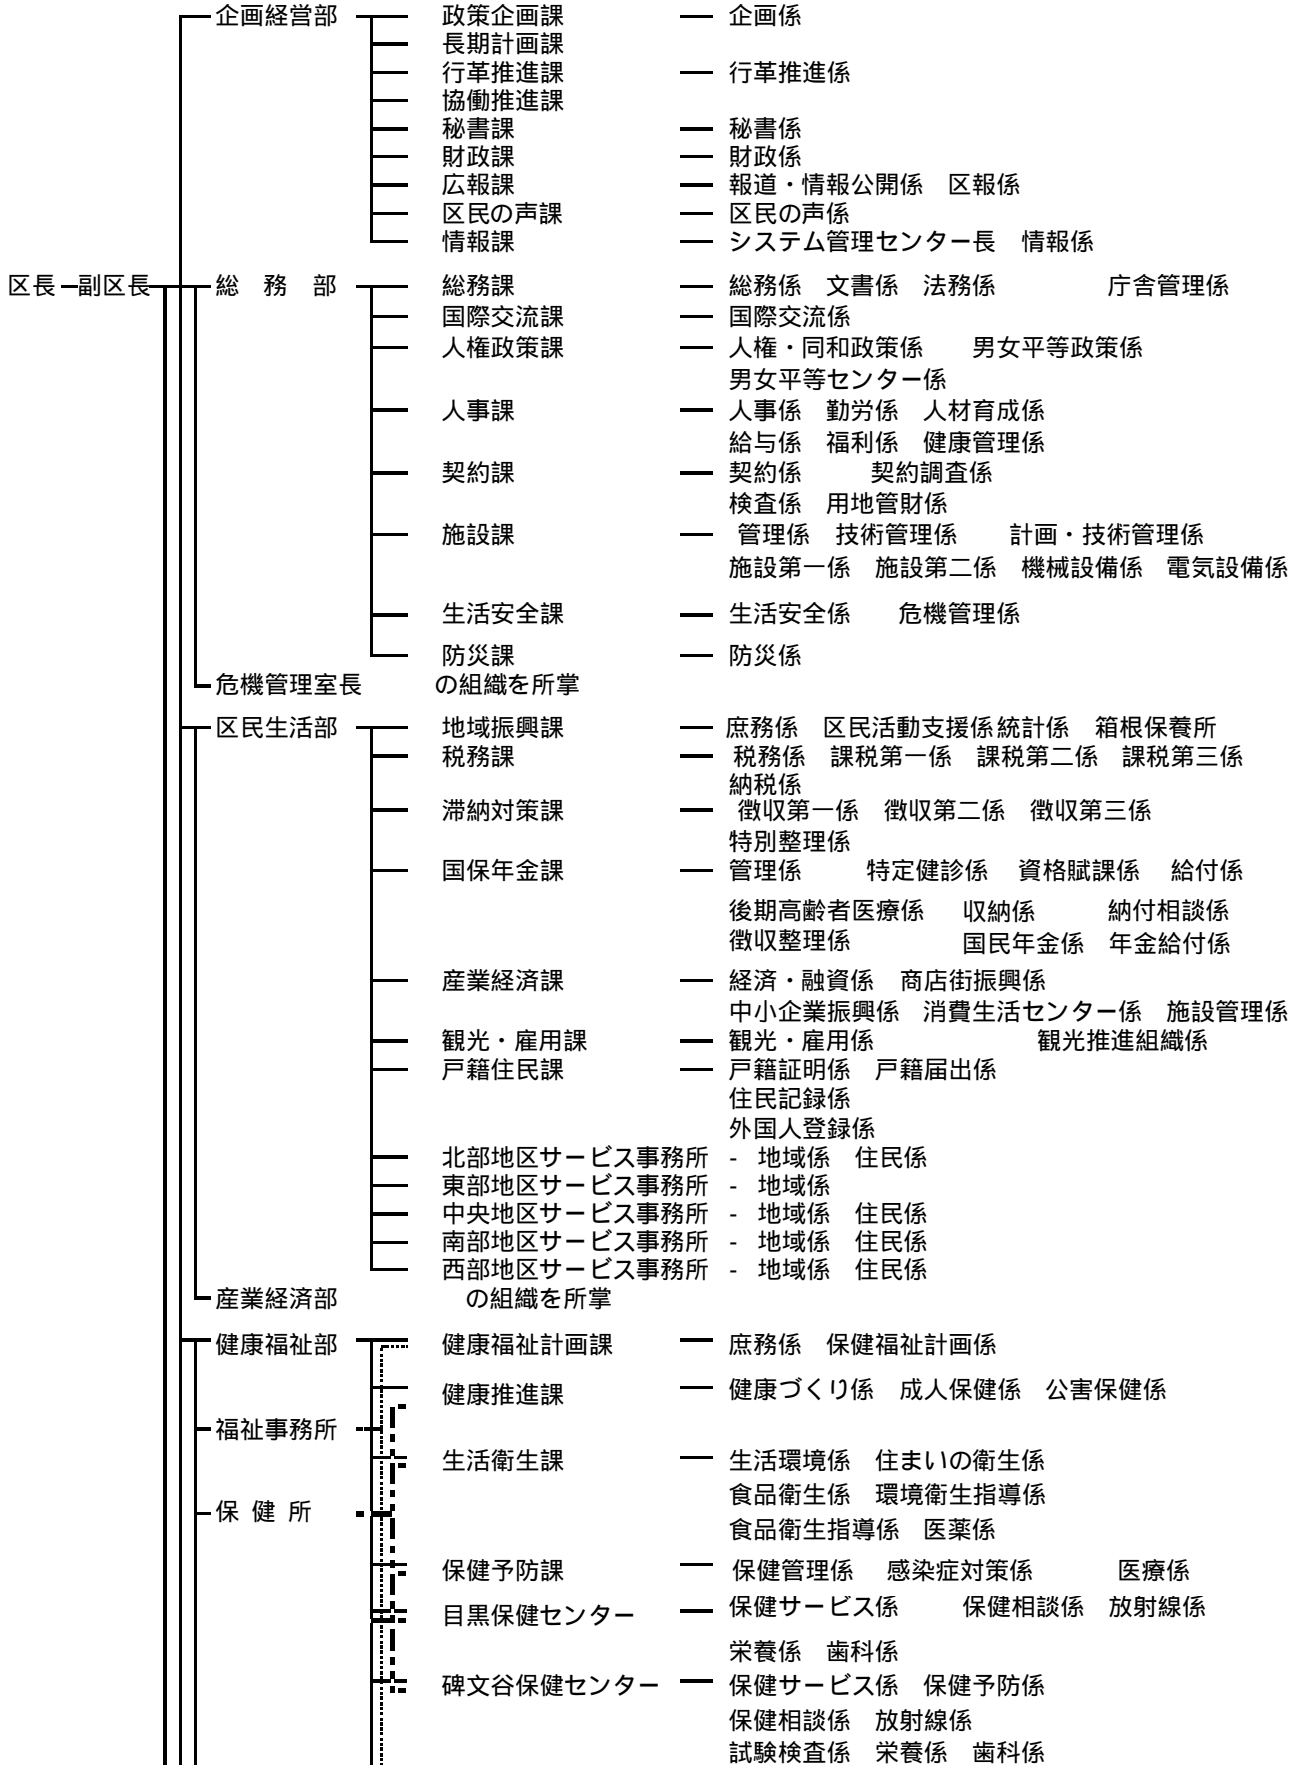 企画経営部 政策企画課 企画係
長期計画課
行革推進課 行革推進係
協働推進課
秘書課 秘書係
財政課 財政係
広報課 報道・情報公開係 区報係
区民の声課 区民の声係
情報課 システム管理センター長 情報係
区長 副区長 総 務 部 総務課 総務係 文書係 法務係 庁舎管理係
国際交流課 国際交流係
人権政策課 人権・同和政策係 男女平等政策係
男女平等センター係
人事課 人事係 勤労係 人材育成係
給与係 福利係 健康管理係
契約課 契約係 契約調査係
検査係 用地管財係
施設課 管理係 技術管理係 計画・技術管理係
施設第一係 施設第二係 機械設備係 電気設備係
生活安全課 生活安全係 危機管理係
防災課 防災係
危機管理室長 の組織を所掌
区民生活部 地域振興課 庶務係 区民活動支援係 統計係 箱根保養所
税務課 税務係 課税第一係 課税第二係 課税第三係
納税係
滞納対策課 徴収第一係 徴収第二係 徴収第三係
特別整理係
国保年金課 管理係 特定健診係 資格賦課係 給付係
後期高齢者医療係 収納係 納付相談係
徴収整理係 国民年金係 年金給付係
産業経済課 経済・融資係 商店街振興係
中小企業振興係 消費生活センター係 施設管理係
観光・雇用課 観光・雇用係 観光推進組織係
戸籍住民課 戸籍証明係 戸籍届出係
住民記録係
外国人登録係
北部地区サービス事務所 - 地域係 住民係
東部地区サービス事務所 - 地域係
中央地区サービス事務所 - 地域係 住民係
南部地区サービス事務所 - 地域係 住民係
西部地区サービス事務所 - 地域係 住民係
産業経済部 の組織を所掌
健康福祉部 健康福祉計画課 庶務係 保健福祉計画係
健康推進課 健康づくり係 成人保健係 公害保健係
福祉事務所
生活衛生課 生活環境係 住まいの衛生係
食品衛生係 環境衛生指導係
保 健 所
食品衛生指導係 医薬係
保健予防課 保健管理係 感染症対策係 医療係
目黒保健センター 保健サービス係 保健相談係 放射線係
栄養係 歯科係
碑文谷保健センター 保健サービス係 保健予防係
保健相談係 放射線係
試験検査係 栄養係 歯科係